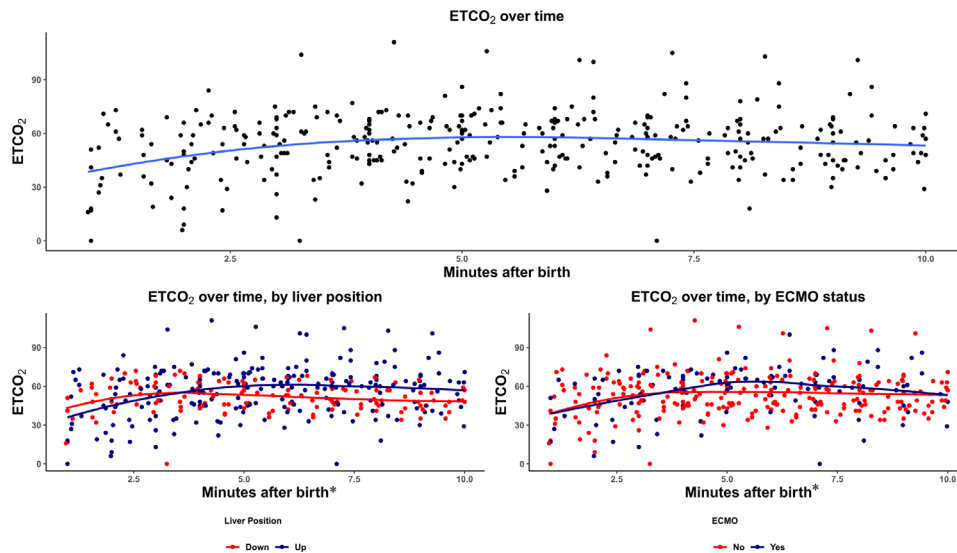 ETCO₂ over time
ETCO₂
90
60
30
0
2.5 5.0 7.5 10.0
Minutes after birth
ETCO₂ over time, by liver position
ETCO₂
90
60
30
0
2.5 5.0 7.5 10.0
Minutes after birth*
Liver Position
Down Up
ETCO₂ over time, by ECMO status
ETCO₂
90
60
30
0
2.5 5.0 7.5 10.0
Minutes after birth*
ECMO
No Yes